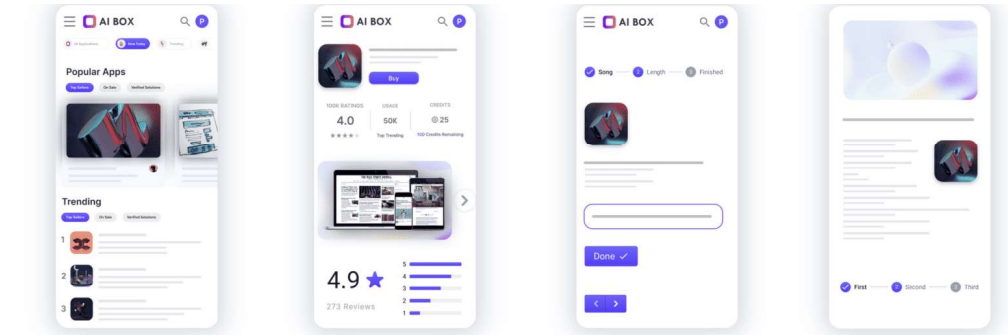 AI BOX
P
All Applications
New Today
Trending
Popular Apps
Top Sellers
On Sale
Verified Solutions
Trending
Top Sellers
On Sale
Verified Solutions
1
2
3
AI BOX
P
Buy
100K RATINGS
USAGE
CREDITS
4.0
50K
25
Top Trending
100 Credits Remaining
4.9
273 Reviews
5
4
3
2
1
AI BOX
P
Song
2 Length
3 Finished
Done
First
2 Second
3 Third